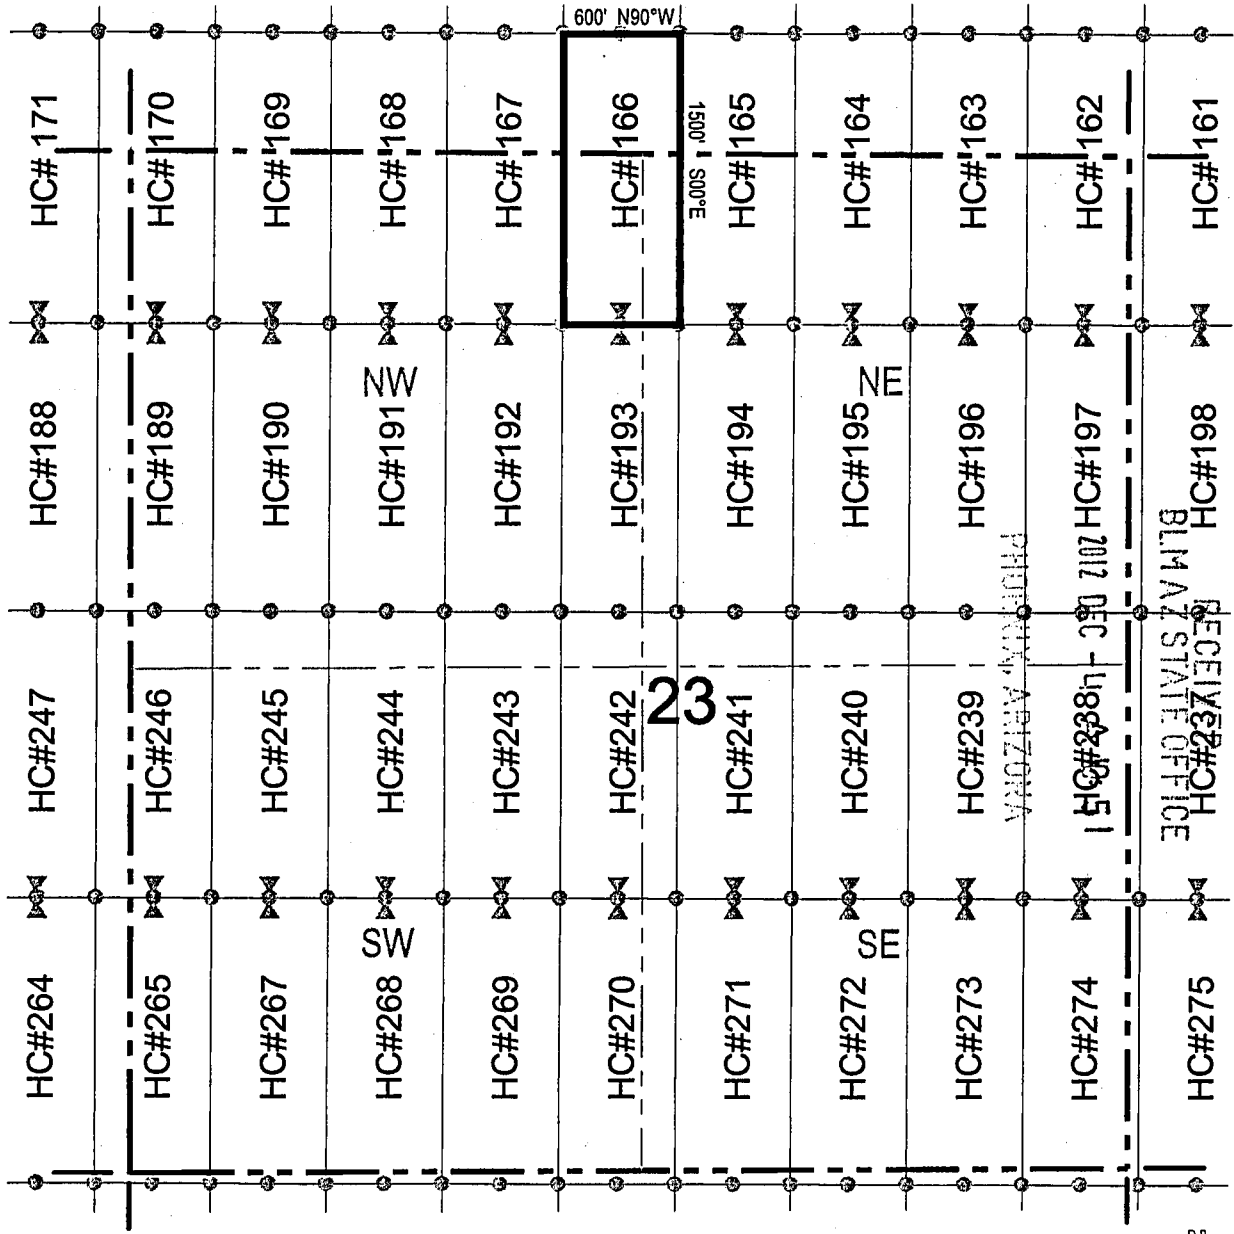 600' N90°W
HC# 171
HC# 170
HC# 169
HC# 168
HC# 167
HC# 166
1500' S00°E
HC# 165
HC# 164
HC# 163
HC# 162
HC# 161
NW
NE
HC#188
HC#189
HC#190
HC#191
HC#192
HC#193
HC#194
HC#195
HC#196
HC#197
HC#198
RECEIVED
BLM AZ STATE OFFICE
2012 DEC -4 A 9:51
PHOENIX, ARIZONA
23
HC#247
HC#246
HC#245
HC#244
HC#243
HC#242
HC#241
HC#240
HC#239
HC#238
HC#237
SW
SE
HC#264
HC#265
HC#267
HC#268
HC#269
HC#270
HC#271
HC#272
HC#273
HC#274
HC#275